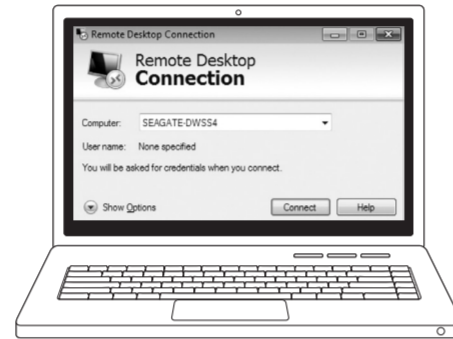 Remote Desktop Connection
Remote Desktop
Connection
Computer: SEAGATE-DWSS4
User name: None specified
You will be asked for credentials when you connect.
Show Options
Connect Help